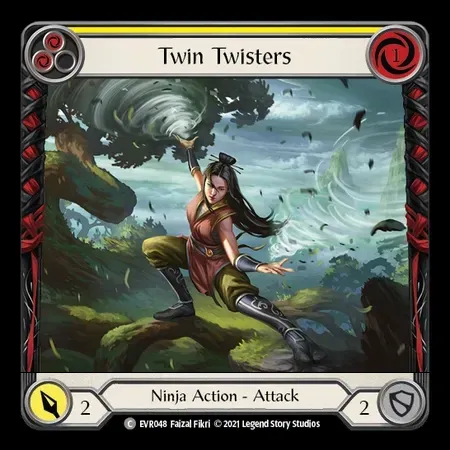 Twin Twisters
1
Ninja Action - Attack
2
2
C EVR048 Faizal Fikri © 2021 Legend Story Studios